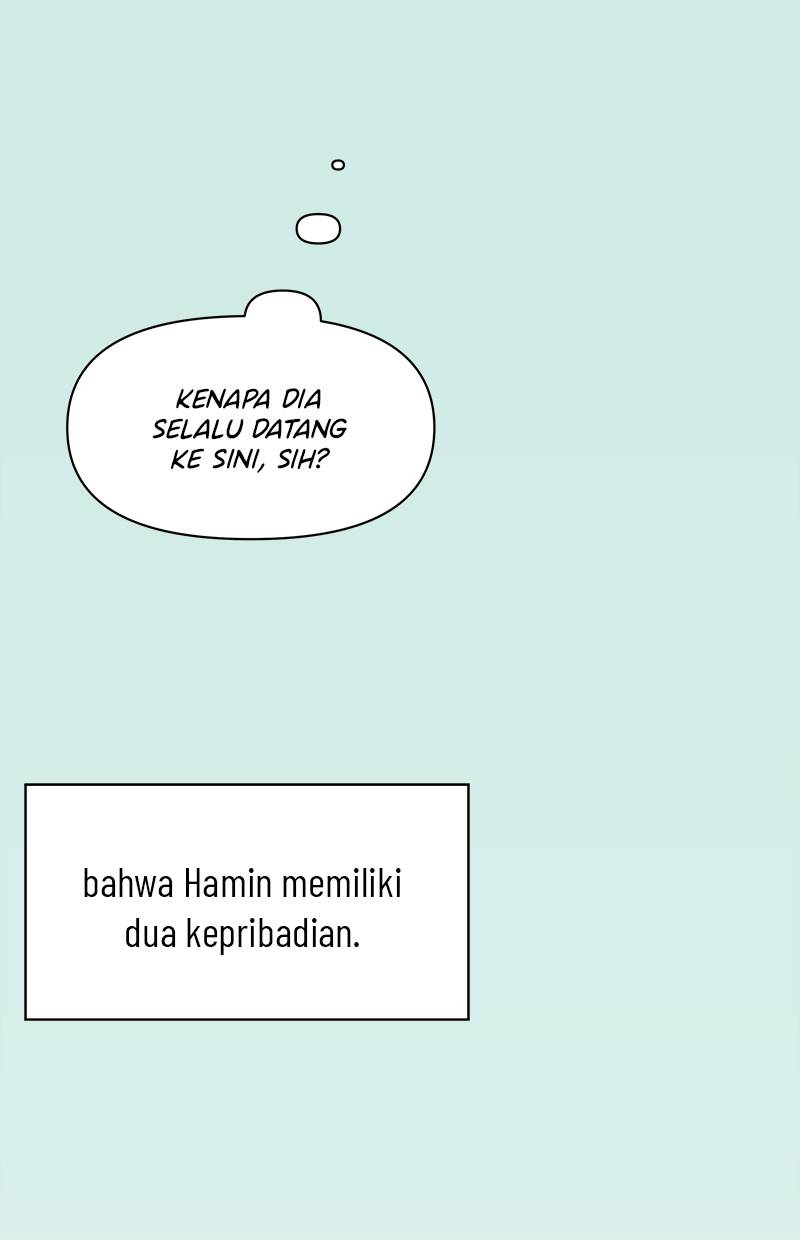 KENAPA DIA
SELALU DATANG
KE SINI, SIH?
bahwa Hamin memiliki
dua kepribadian.